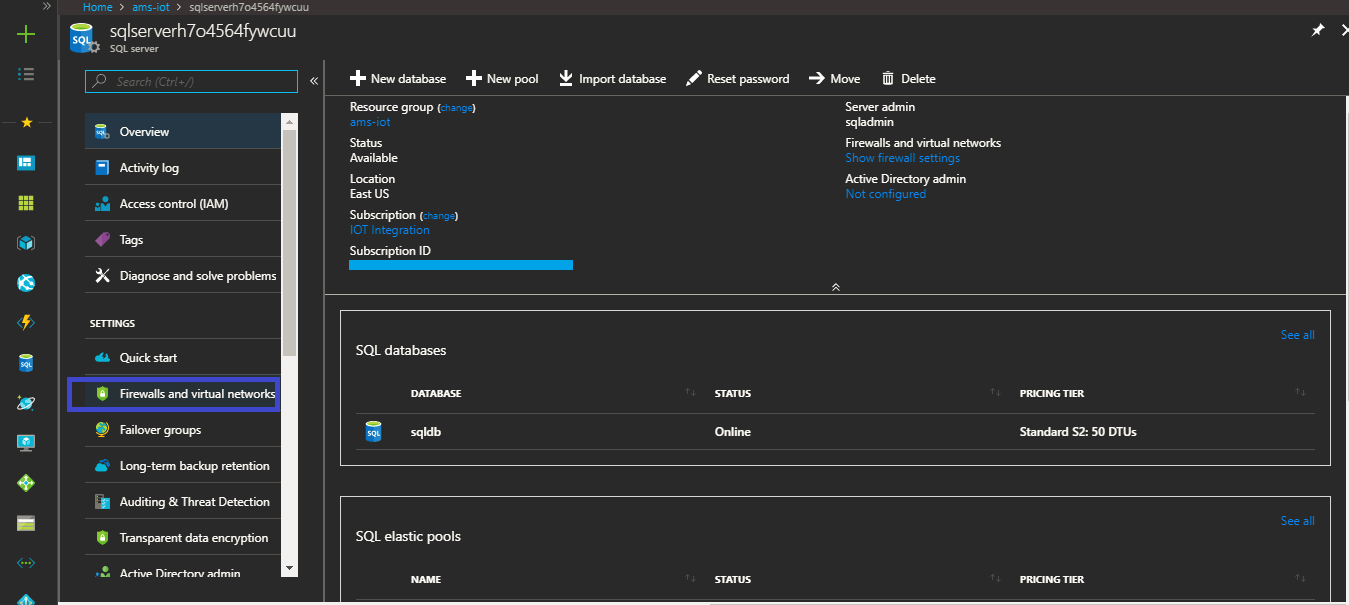 Home > ams-iot > sqlserverh7o4564fywcuu
sqlserverh7o4564fywcuu
SQL server
Search (Ctrl+/)
Overview
Activity log
Access control (IAM)
Tags
Diagnose and solve problems
SETTINGS
Quick start
Firewalls and virtual networks
Failover groups
Long-term backup retention
Auditing & Threat Detection
Transparent data encryption
Active Directory admin
New database
New pool
Import database
Reset password
Move
Delete
Resource group (change)
ams-iot
Status
Available
Location
East US
Subscription (change)
IOT Integration
Subscription ID
Server admin
sqladmin
Firewalls and virtual networks
Show firewall settings
Active Directory admin
Not configured
See all
SQL databases
DATABASE STATUS PRICING TIER
SQL sqldb Online Standard S2: 50 DTUs
See all
SQL elastic pools
NAME STATUS PRICING TIER